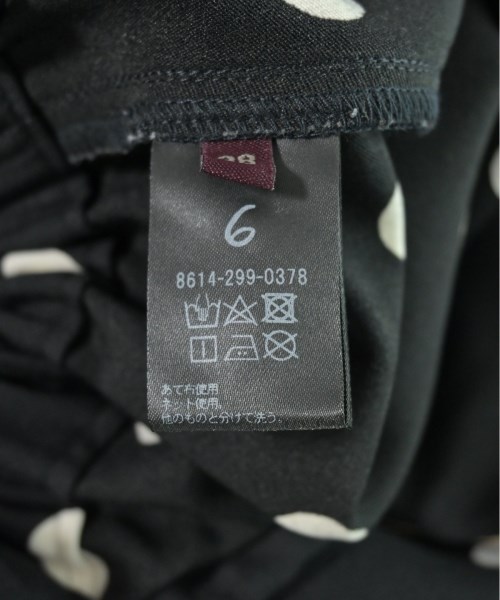 38
6
8614-299-0378
あて布使用
ネット使用。
他のものと分けて洗う。